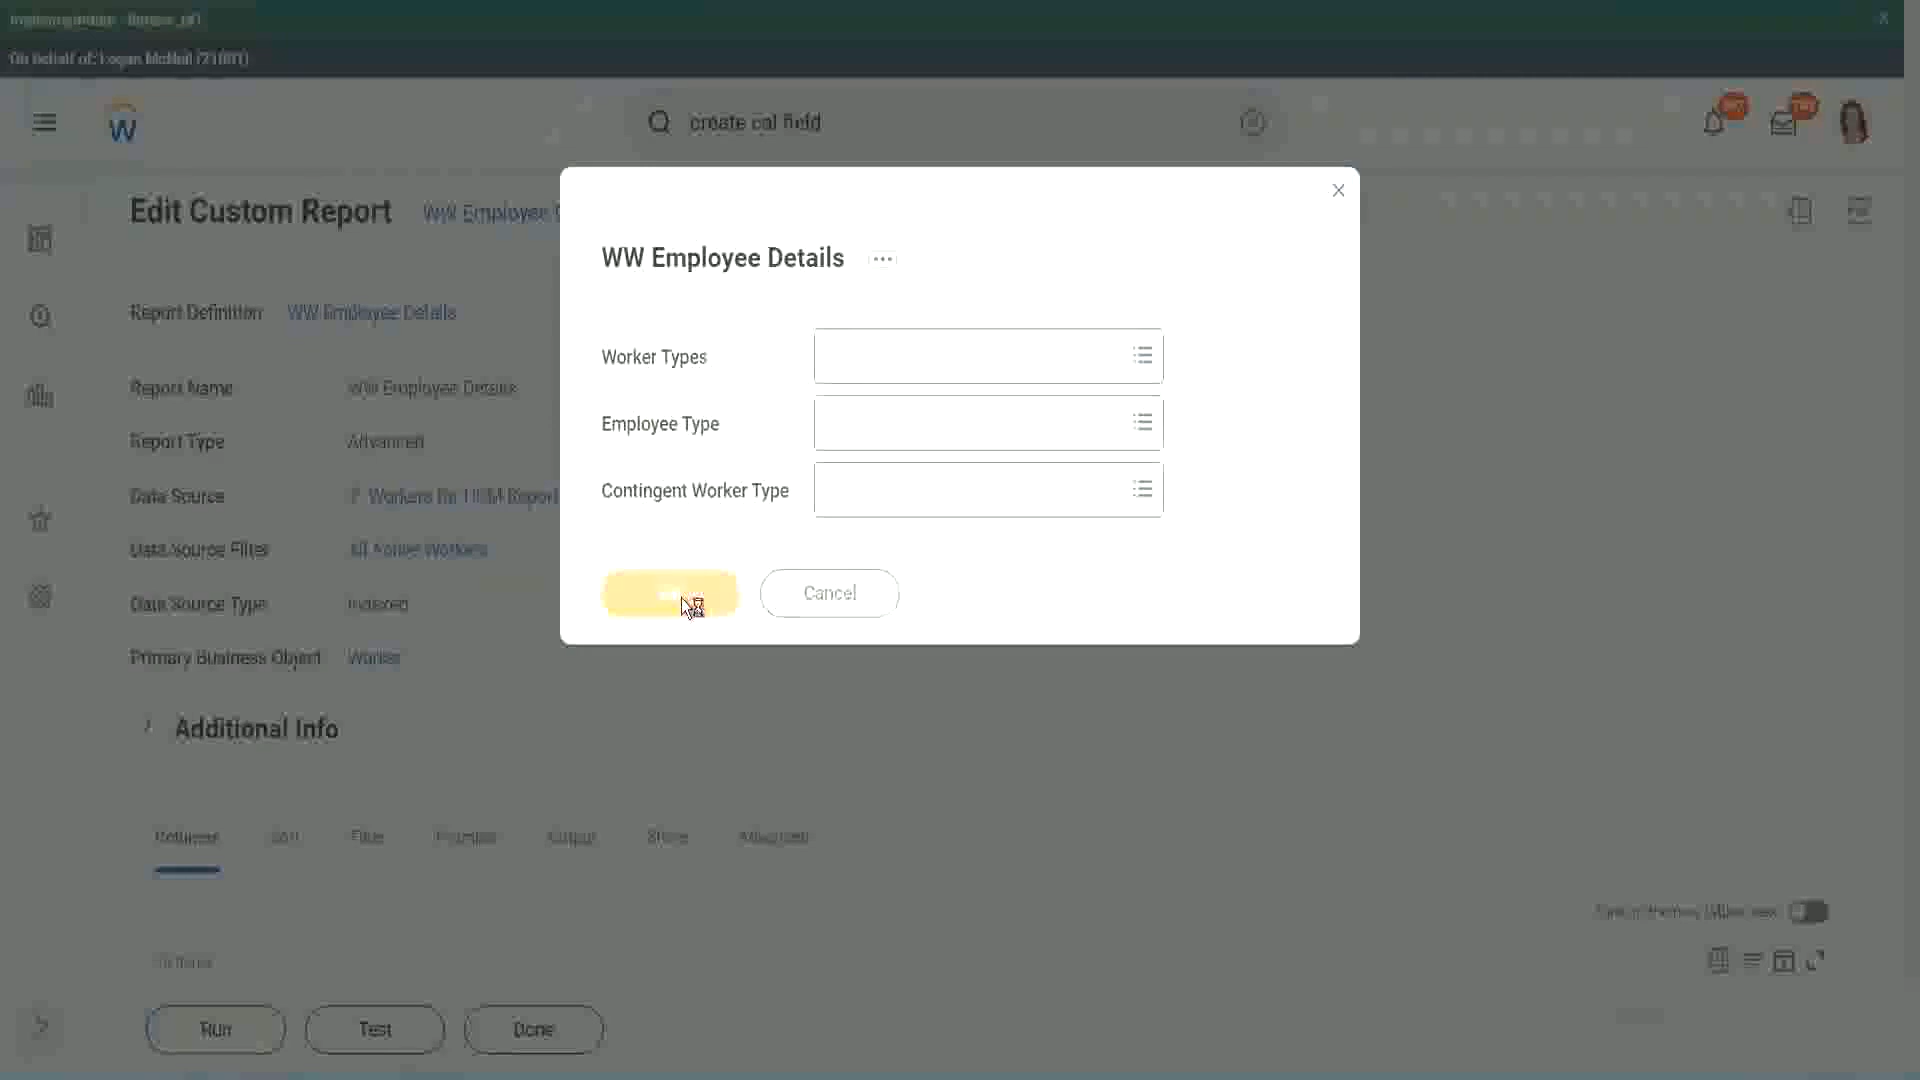 On behalf of: Logan McNeil (21001)
W
create cal field
Edit Custom Report
WW Employee
WW Employee Details
Report Definition
WW Employee Details
Worker Types
Report Name
WW Employee Details
Employee Type
Report Type
Advanced
Contingent Worker Type
Data Source
Workers for HCM Report
Data Source Filter
All Active Workers
Cancel
Data Source Type
Indexed
Primary Business Object
Worker
Additional Info
Columns
Sort
Filter
Prompts
Output
Share
Advanced
Run
Test
Done